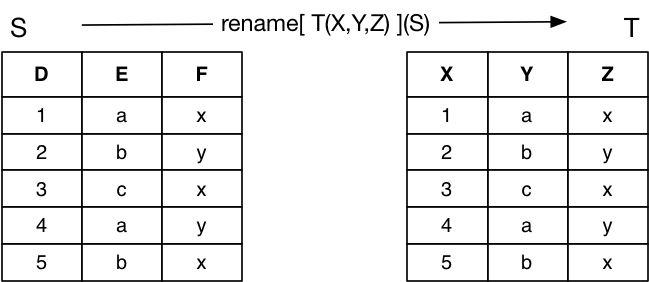 S rename[ T(X,Y,Z) ](S) T
D E F X Y Z
1 a x 1 a x
2 b y 2 b y
3 c x 3 c x
4 a y 4 a y
5 b x 5 b x